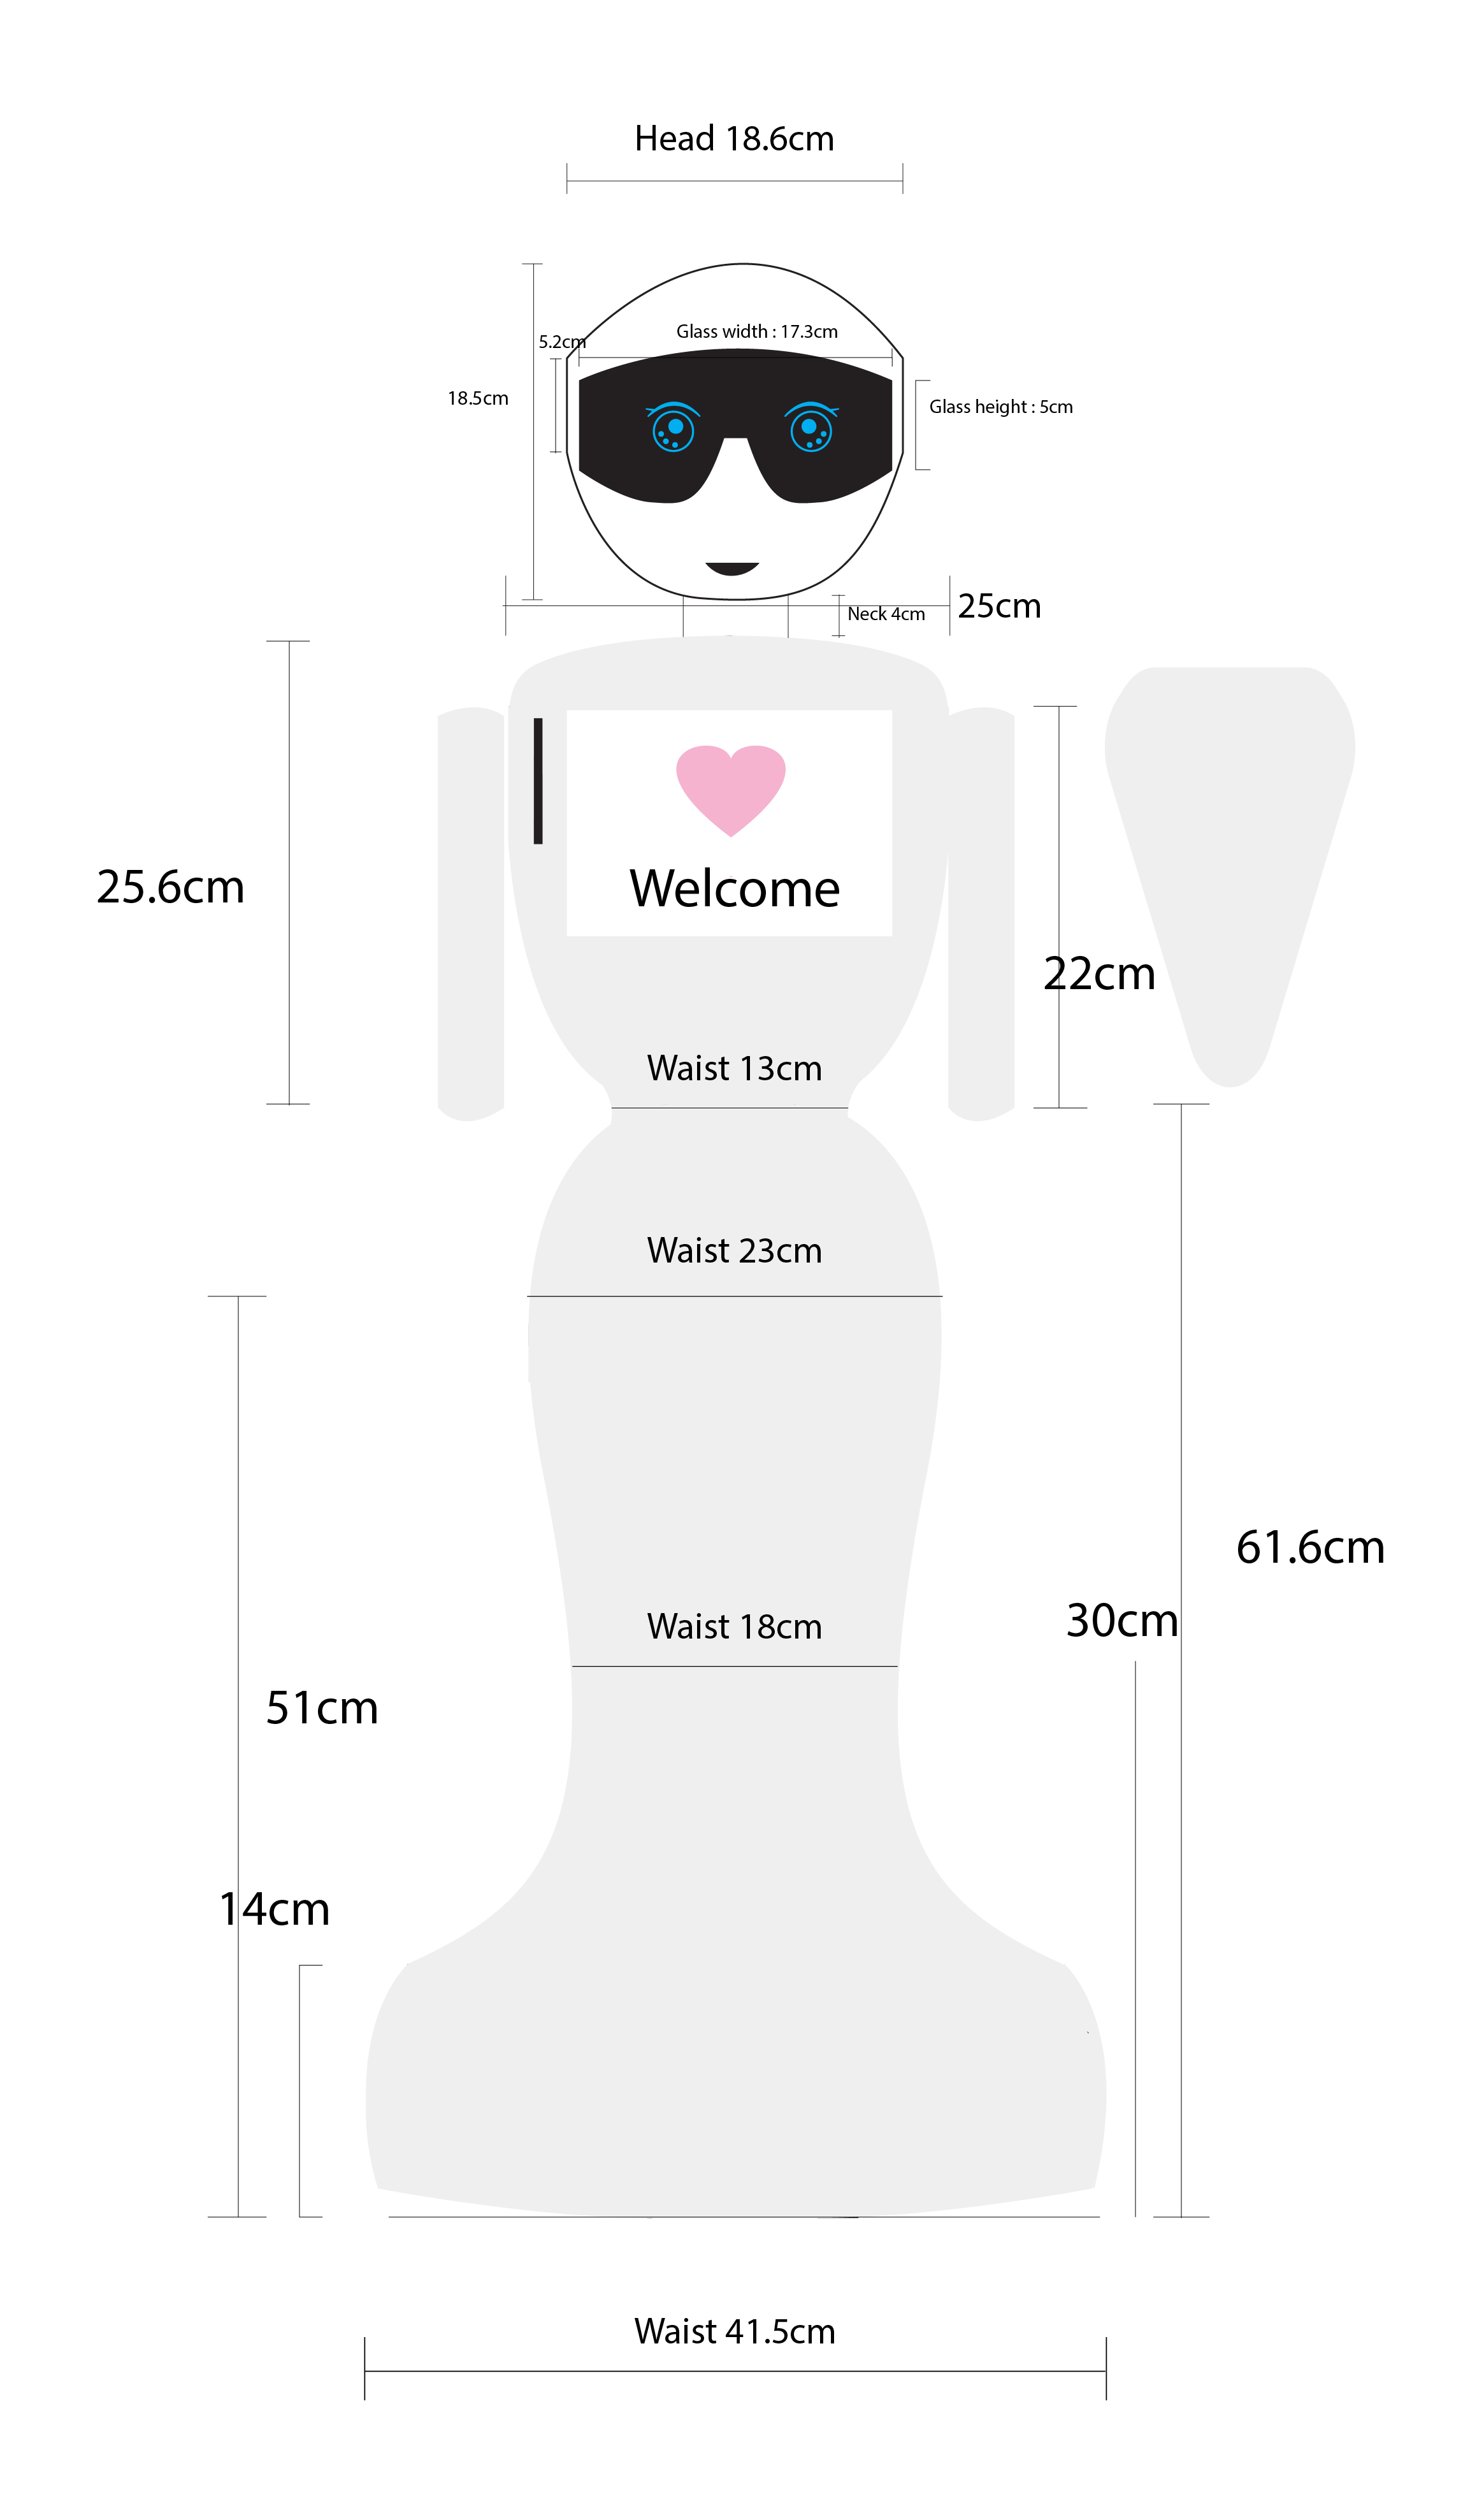 Head 18.6cm
Glass width : 17.3cm
5.2cm
18.5cm
Glass height : 5cm
25cm
Neck 4cm
25.6cm
Welcome
22cm
Waist 13cm
Waist 23cm
61.6cm
30cm
Waist 18cm
51cm
14cm
Waist 41.5cm